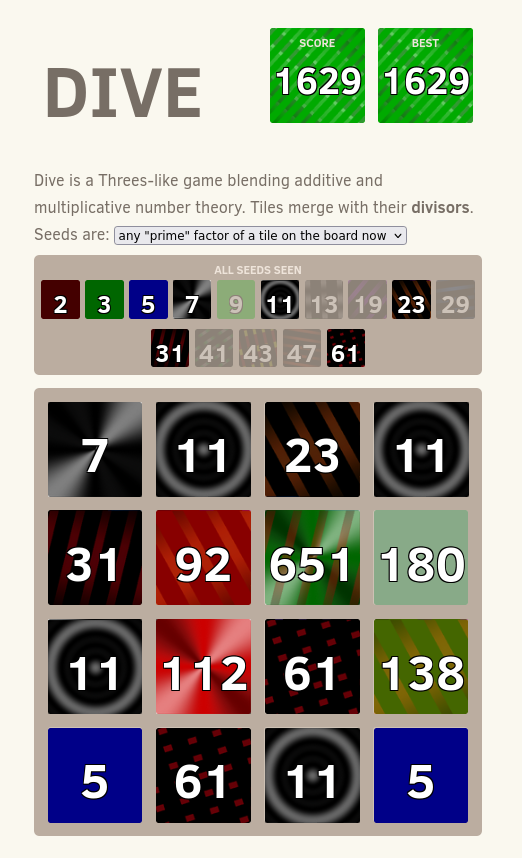 SCORE BEST
DIVE 1629 1629
Dive is a Threes-like game blending additive and
multiplicative number theory. Tiles merge with their divisors.
Seeds are: any "prime" factor of a tile on the board now
ALL SEEDS SEEN
2 3 5 7 9 11 13 19 23 29
31 41 43 47 61
7 11 23 11
31 92 651 180
11 112 61 138
5 61 11 5